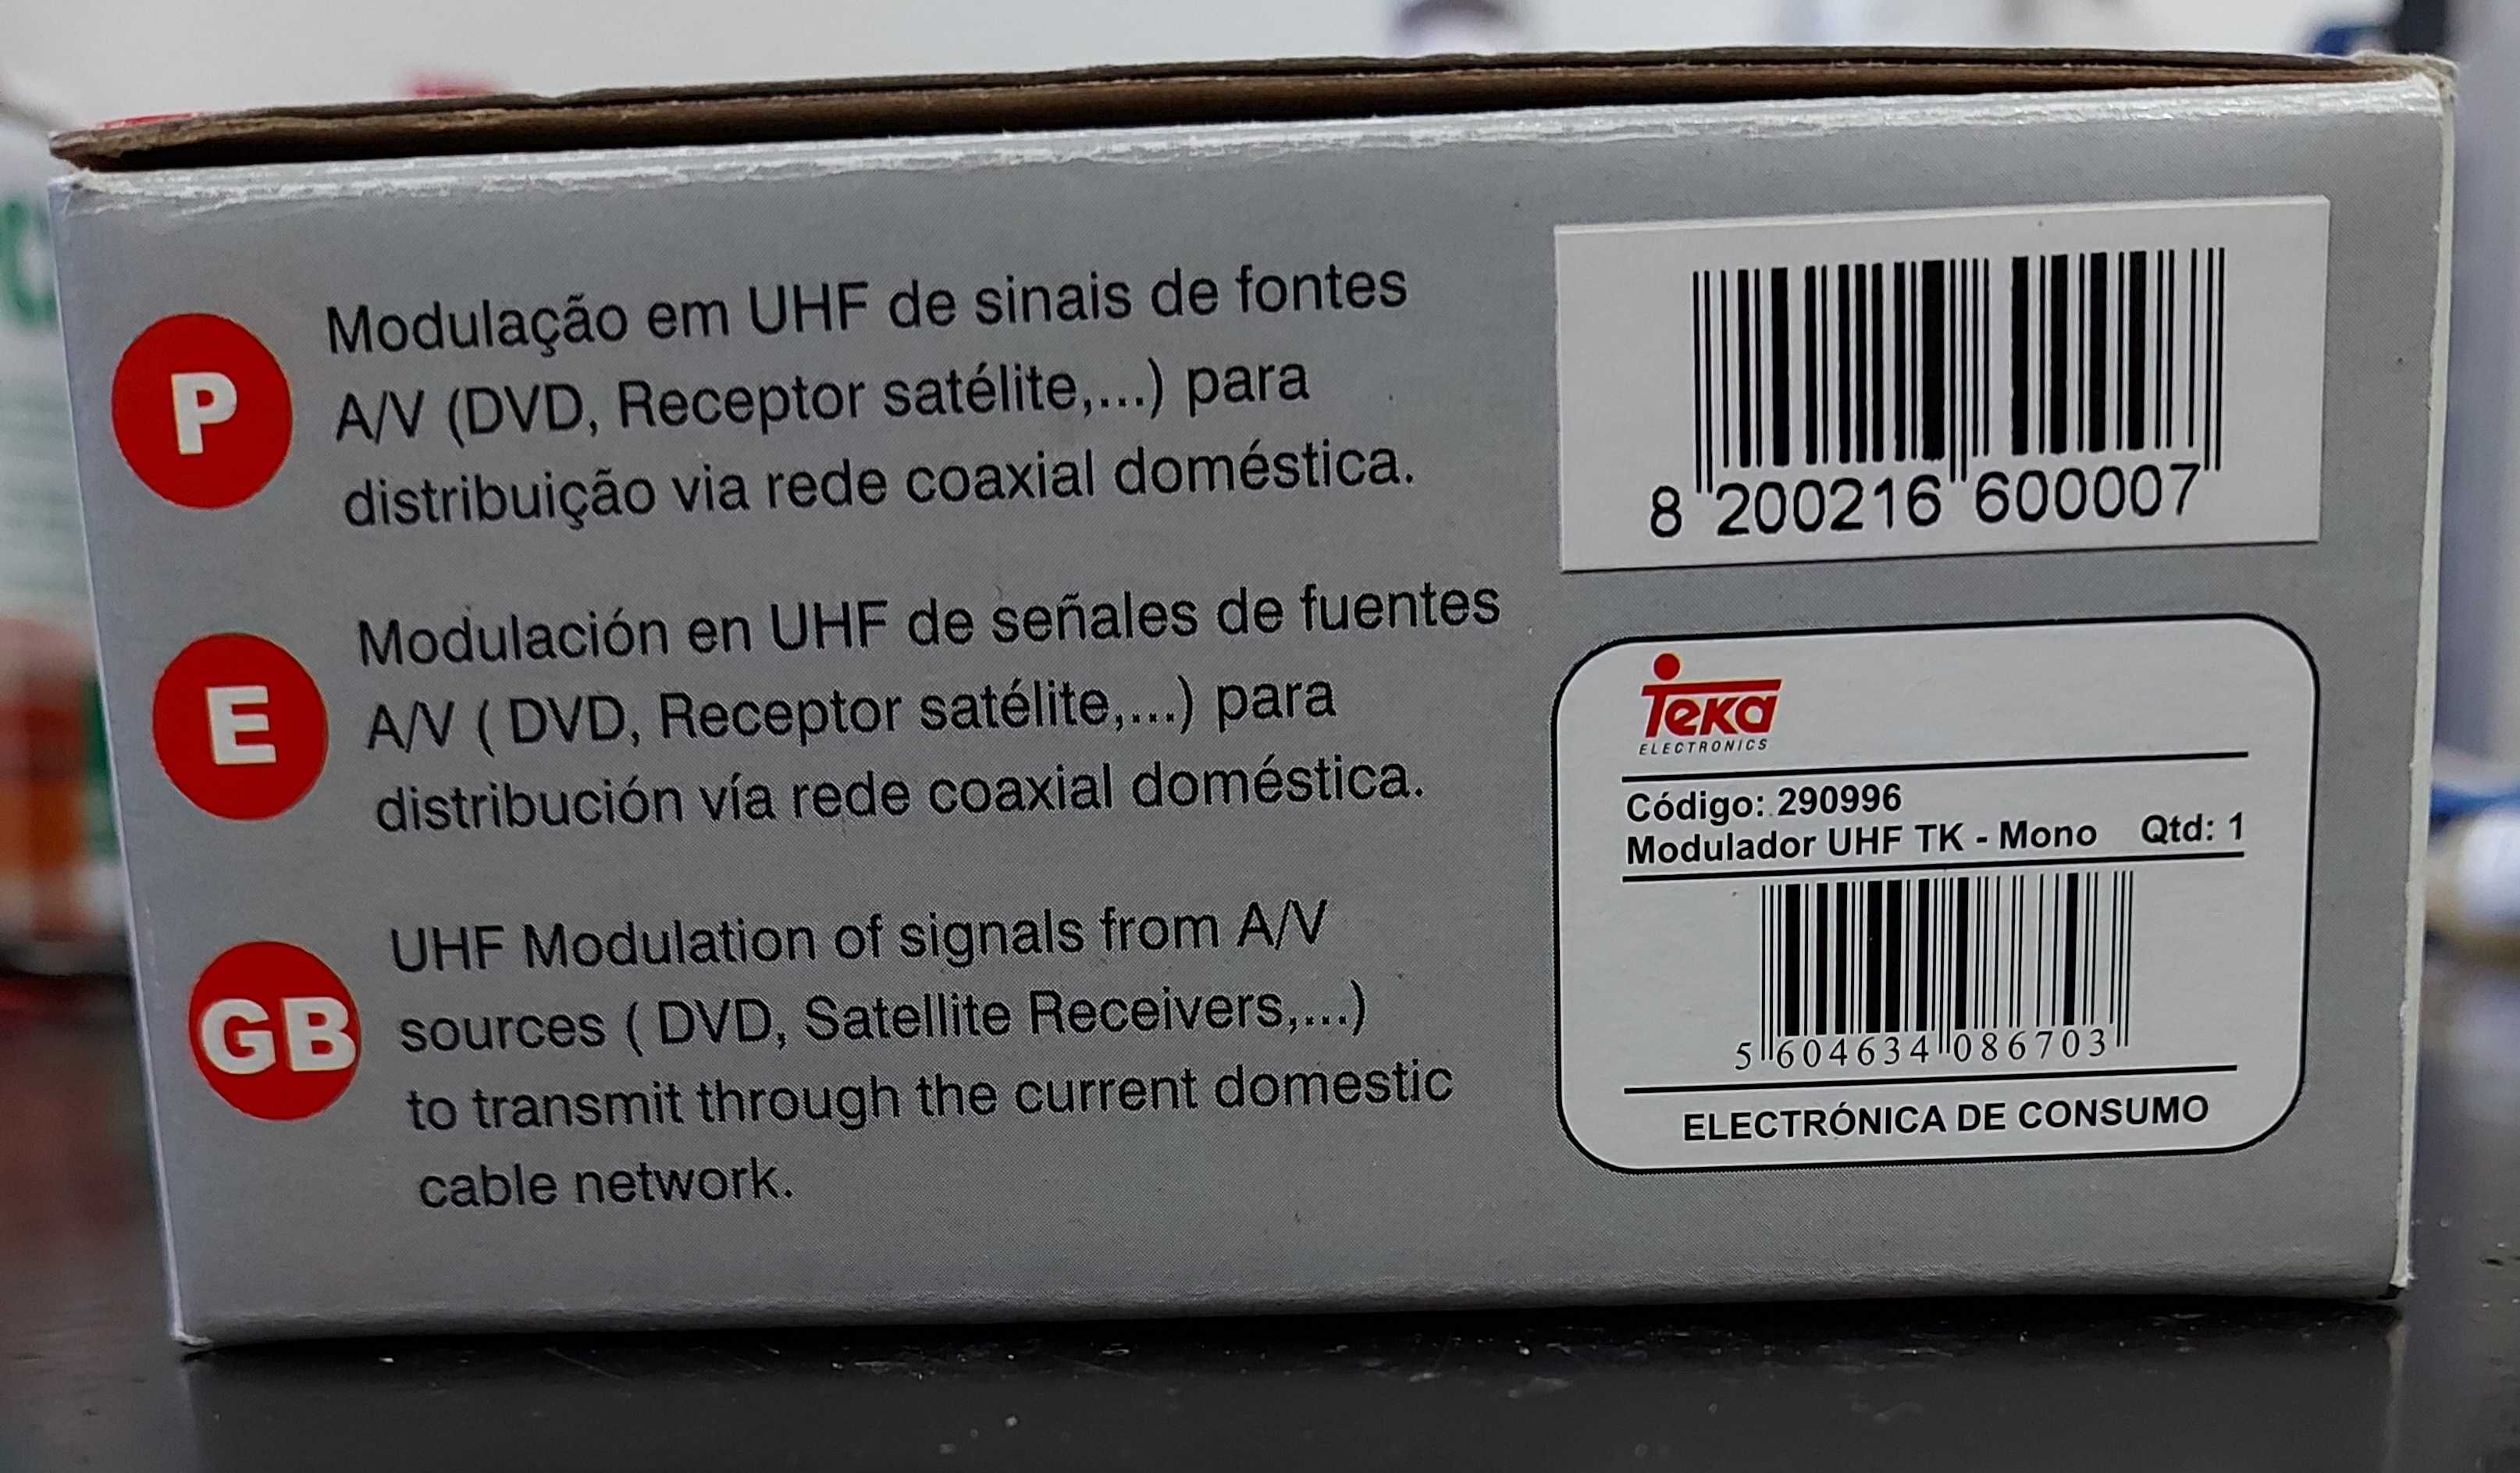 P
Modulação em UHF de sinais de fontes
A/V (DVD, Receptor satélite,...) para
distribuição via rede coaxial doméstica.
E
Modulación en UHF de señales de fuentes
A/V ( DVD, Receptor satélite,...) para
distribución vía rede coaxial doméstica.
GB
UHF Modulation of signals from A/V
sources ( DVD, Satellite Receivers,...)
to transmit through the current domestic
cable network.
8 200216 600007
Teka
ELECTRONICS
Código: 290996
Modulador UHF TK - Mono Qtd: 1
5 604634 086703
ELECTRÓNICA DE CONSUMO